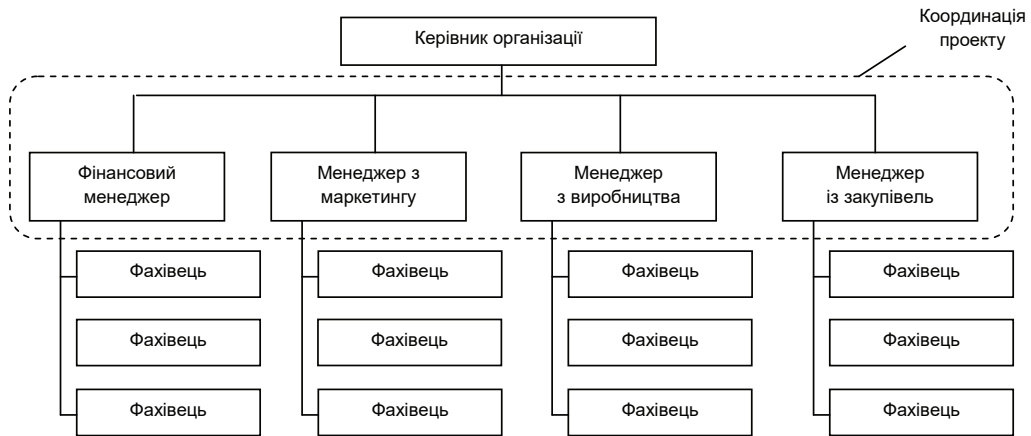 Координація
проекту
Керівник організації
Фінансовий
менеджер
Менеджер з
маркетингу
Менеджер
з виробництва
Менеджер
із закупівель
Фахівець
Фахівець
Фахівець
Фахівець
Фахівець
Фахівець
Фахівець
Фахівець
Фахівець
Фахівець
Фахівець
Фахівець